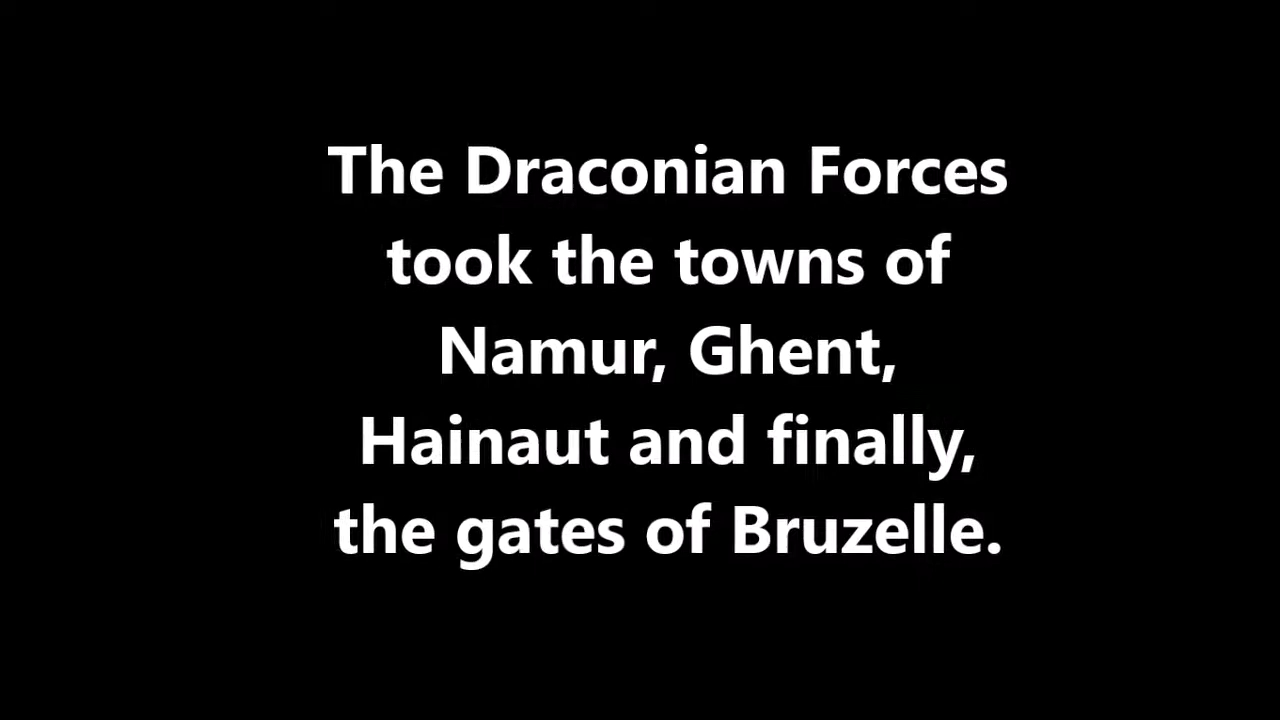 The Draconian Forces
took the towns of
Namur, Ghent,
Hainaut and finally,
the gates of Bruzelle.